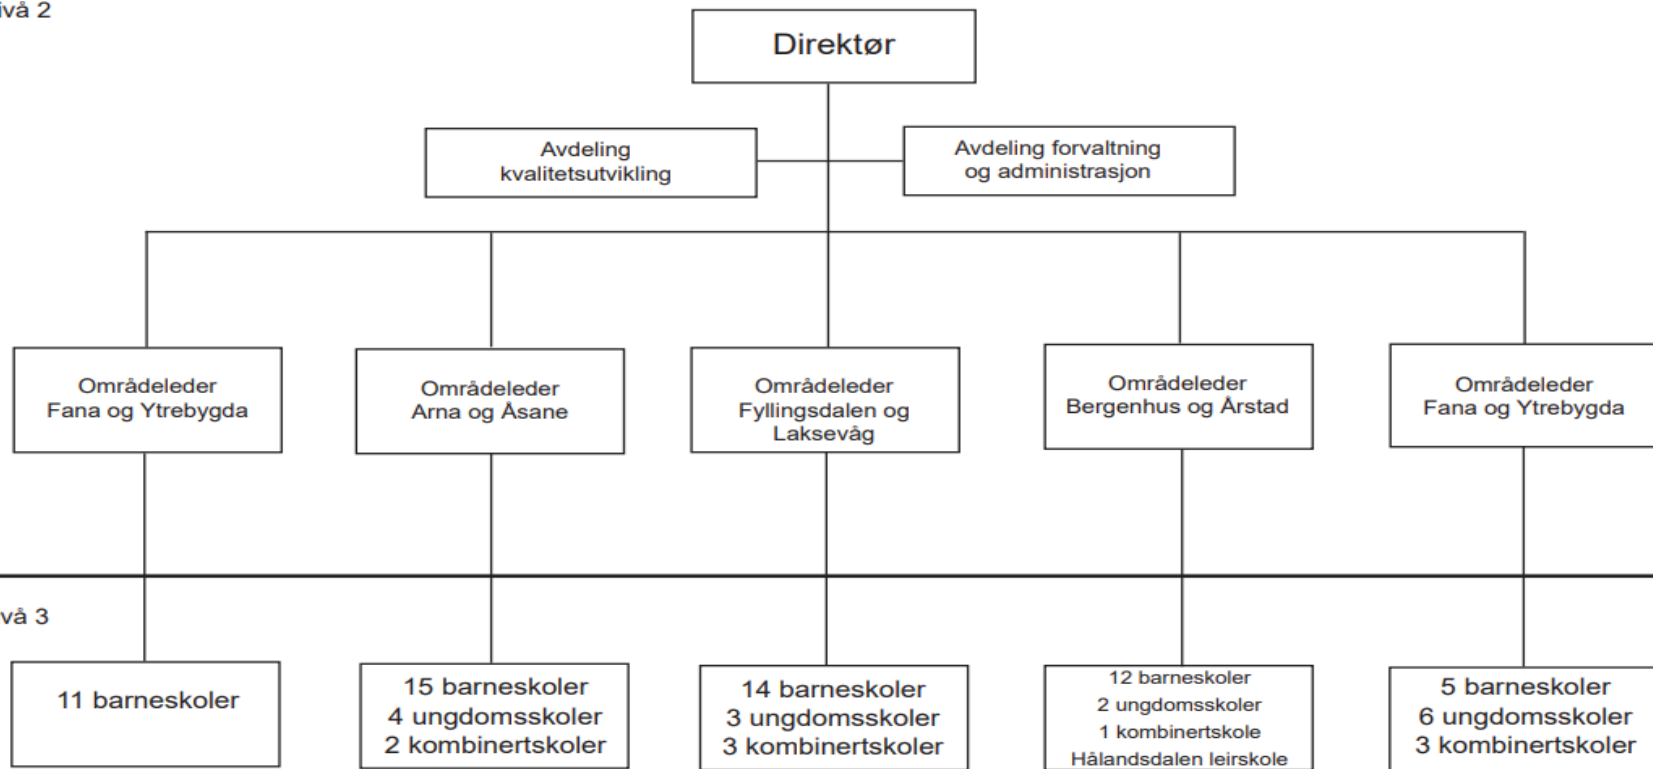 ivå 2
Direktør
Avdeling
kvalitetsutvikling
Avdeling forvaltning
og administrasjon
Områdeleder
Fana og Ytrebygda
Områdeleder
Arna og Åsane
Områdeleder
Fyllingsdalen og
Laksevåg
Områdeleder
Bergenhus og Årstad
Områdeleder
Fana og Ytrebygda
vå 3
11 barneskoler
15 barneskoler
4 ungdomsskoler
2 kombinertskoler
14 barneskoler
3 ungdomsskoler
3 kombinertskoler
12 barneskoler
2 ungdomsskoler
1 kombinertskole
Hålandsdalen leirskole
5 barneskoler
6 ungdomsskoler
3 kombinertskoler